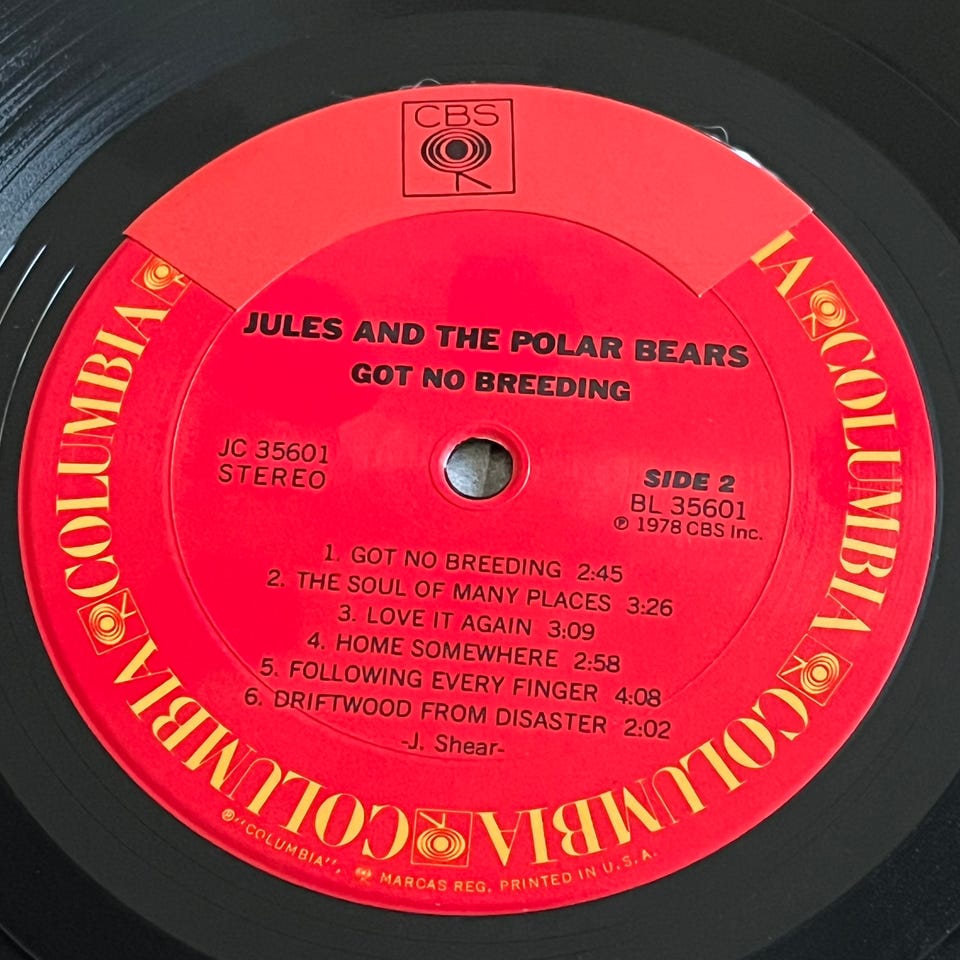 CBS
JULES AND THE POLAR BEARS
GOT NO BREEDING
JC 35601
STEREO
SIDE 2
BL 35601
℗ 1978 CBS Inc.
1. GOT NO BREEDING 2:45
2. THE SOUL OF MANY PLACES 3:26
3. LOVE IT AGAIN 3:09
4. HOME SOMEWHERE 2:58
5. FOLLOWING EVERY FINGER 4:08
6. DRIFTWOOD FROM DISASTER 2:02
-J. Shear-
COLUMBIA COLUMBIA COLUMBIA COLUMBIA COLUMBIA IA
®"COLUMBIA", MARCAS REG. PRINTED IN U.S.A.